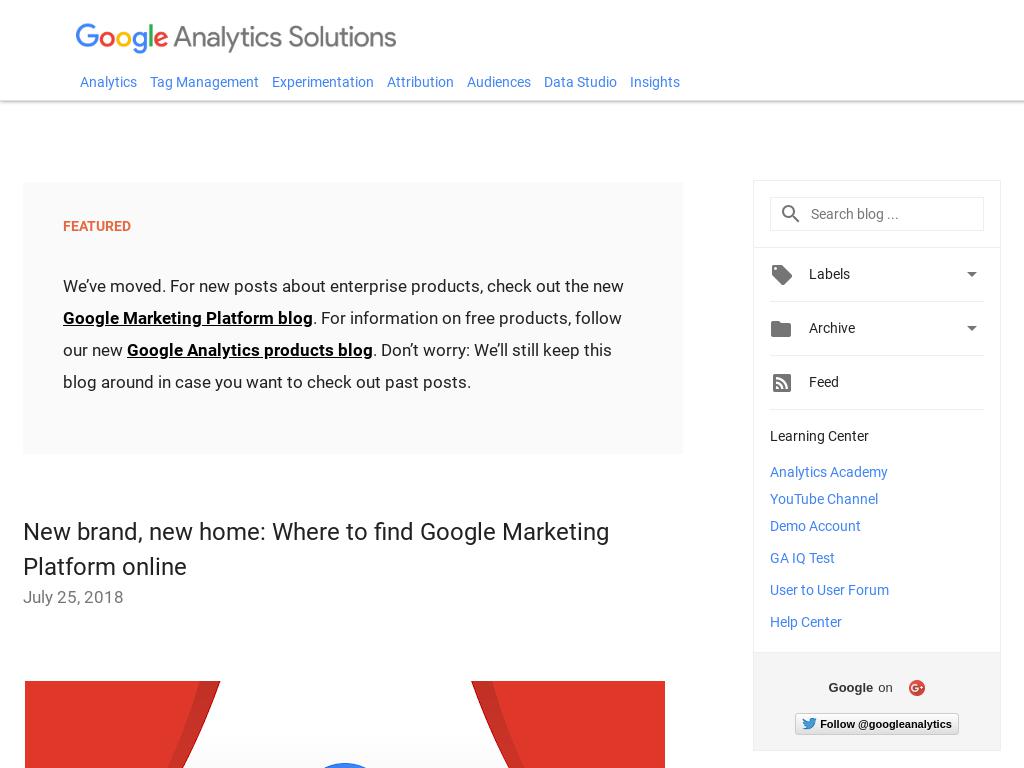 Google Analytics Solutions
Analytics Tag Management Experimentation Attribution Audiences Data Studio Insights
FEATURED
We’ve moved. For new posts about enterprise products, check out the new
Google Marketing Platform blog. For information on free products, follow
our new Google Analytics products blog. Don’t worry: We’ll still keep this
blog around in case you want to check out past posts.
New brand, new home: Where to find Google Marketing
Platform online
July 25, 2018
Search blog ...
Labels
Archive
Feed
Learning Center
Analytics Academy
YouTube Channel
Demo Account
GA IQ Test
User to User Forum
Help Center
Google on G+
Follow @googleanalytics